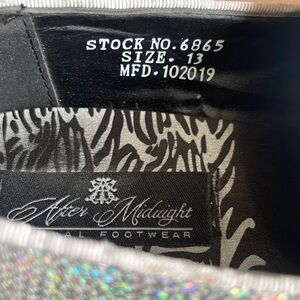 STOCK NO. 6865
SIZE. 13
MFD. 102019
After Midnight
FOOTWEAR